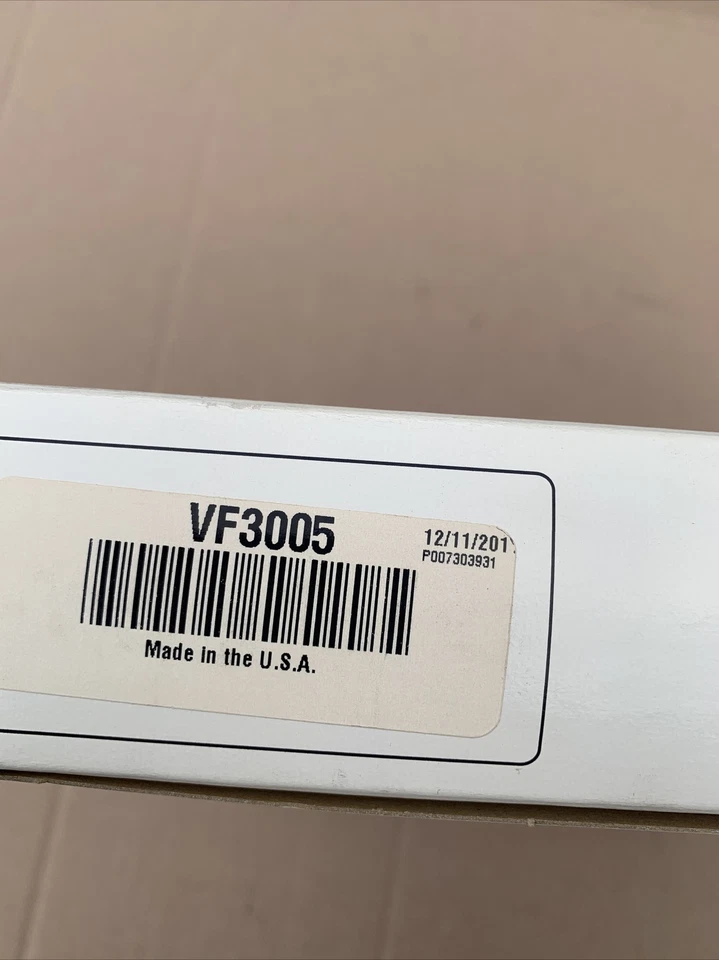 VF3005
12/11/201
P007303931
Made in the U.S.A.